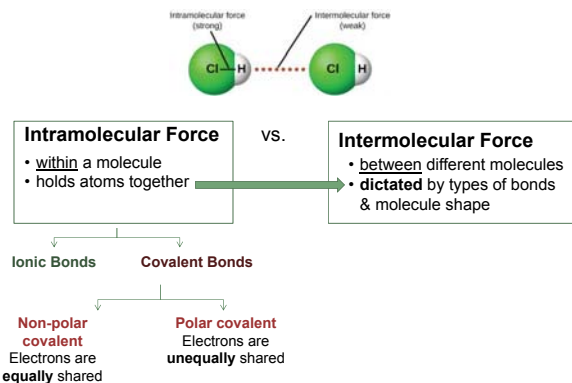 Intramolecular force
(strong)
Intermolecular force
(weak)
Cl
H
Cl
H
Intramolecular Force
• within a molecule
• holds atoms together
vs.
Intermolecular Force
• between different molecules
• dictated by types of bonds
& molecule shape
Ionic Bonds
Covalent Bonds
Non-polar
covalent
Electrons are
equally shared
Polar covalent
Electrons are
unequally shared